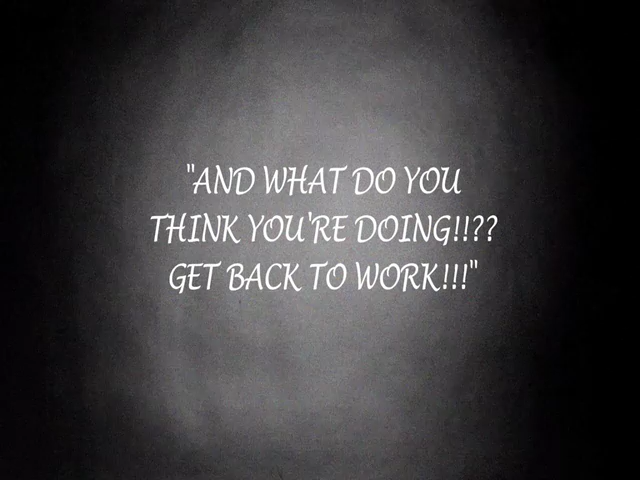 "AND WHAT DO YOU
THINK YOU'RE DOING!!??
GET BACK TO WORK!!!"